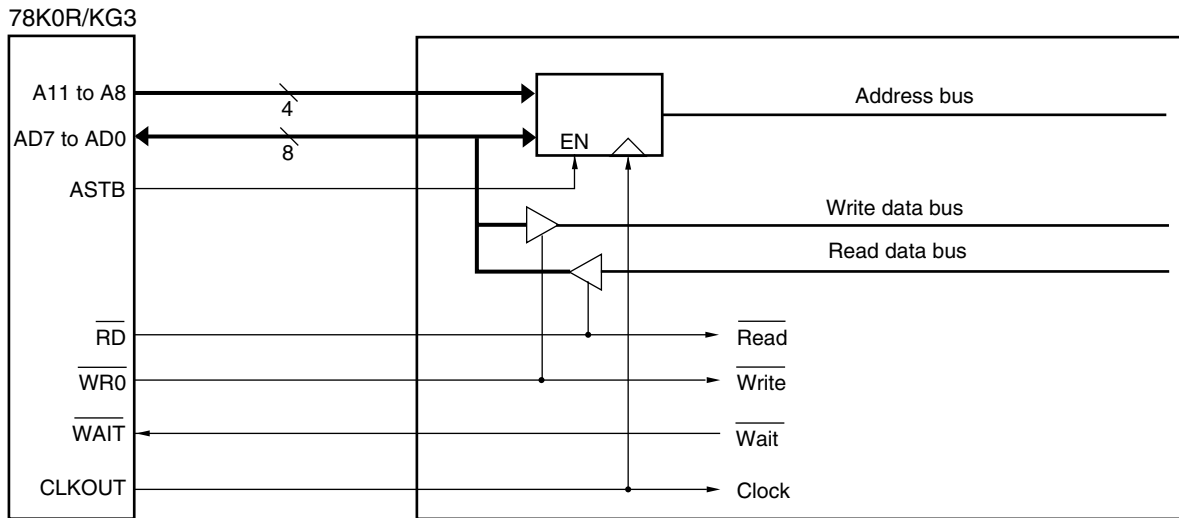 78K0R/KG3
A11 to A8
4
Address bus
AD7 to AD0
8
EN
ASTB
Write data bus
Read data bus
RD
Read
WR0
Write
WAIT
Wait
CLKOUT
Clock